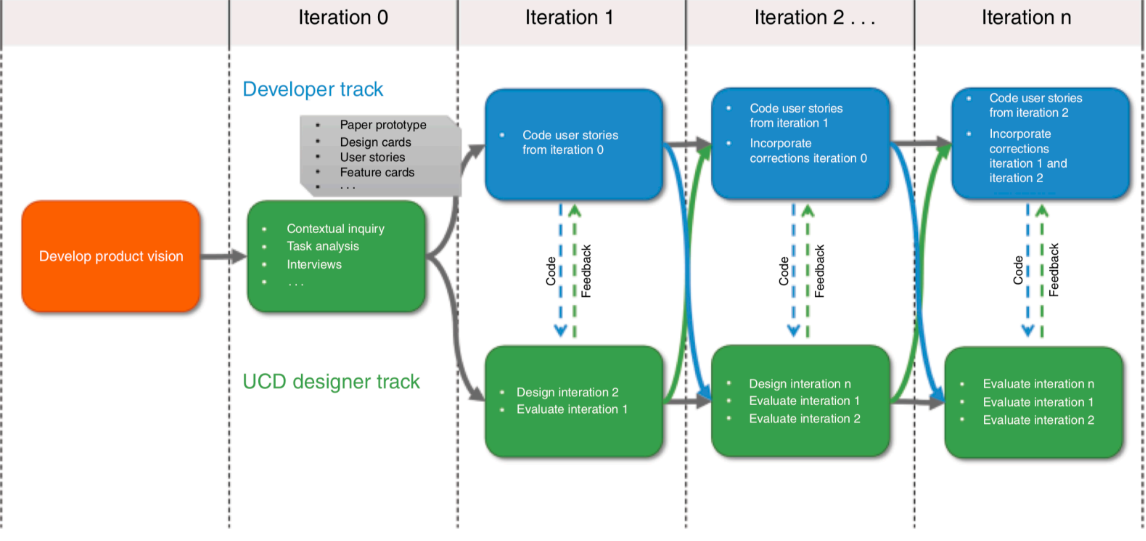 Iteration 0
Iteration 1
Iteration 2 . . .
Iteration n
Developer track
• Paper prototype
• Design cards
• User stories
• Feature cards
• . . .
Develop product vision
• Contextual inquiry
• Task analysis
• Interviews
• . . .
UCD designer track
• Code user stories
from iteration 0
Code
Feedback
• Design interation 2
• Evaluate interation 1
• Code user stories
from iteration 1
• Incorporate
corrections iteration 0
Code
Feedback
• Design interation n
• Evaluate interation 1
• Evaluate interation 2
• Code user stories
from iteration 2
• Incorporate
corrections
iteration 1 and
iteration 2
Code
Feedback
• Evaluate interation n
• Evaluate interation 1
• Evaluate interation 2